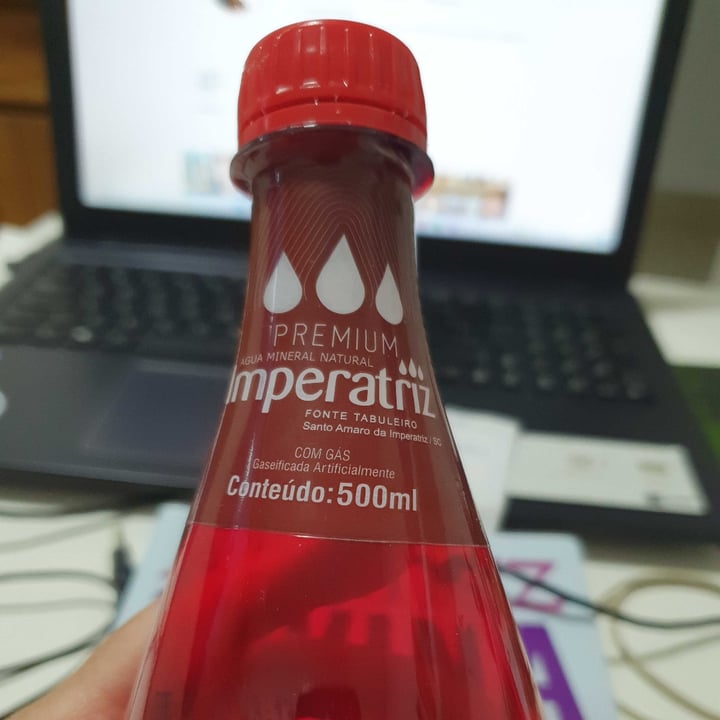 PREMIUM
ÁGUA MINERAL NATURAL
Imperatriz
FONTE TABULEIRO
Santo Amaro da Imperatriz / SC
COM GÁS
Gaseificada Artificialmente
Conteúdo: 500ml